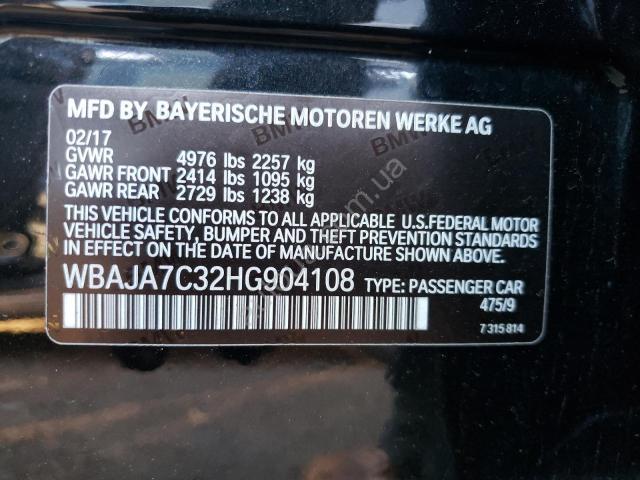 MFD BY BAYERISCHE MOTOREN WERKE AG
02/17
GVWR 4976 lbs 2257 kg
GAWR FRONT 2414 lbs 1095 kg
GAWR REAR 2729 lbs 1238 kg
THIS VEHICLE CONFORMS TO ALL APPLICABLE U.S.FEDERAL MOTOR
VEHICLE SAFETY, BUMPER AND THEFT PREVENTION STANDARDS
IN EFFECT ON THE DATE OF MANUFACTURE SHOWN ABOVE.
WBAJA7C32HG904108 TYPE: PASSENGER CAR
475/9
7 315 814